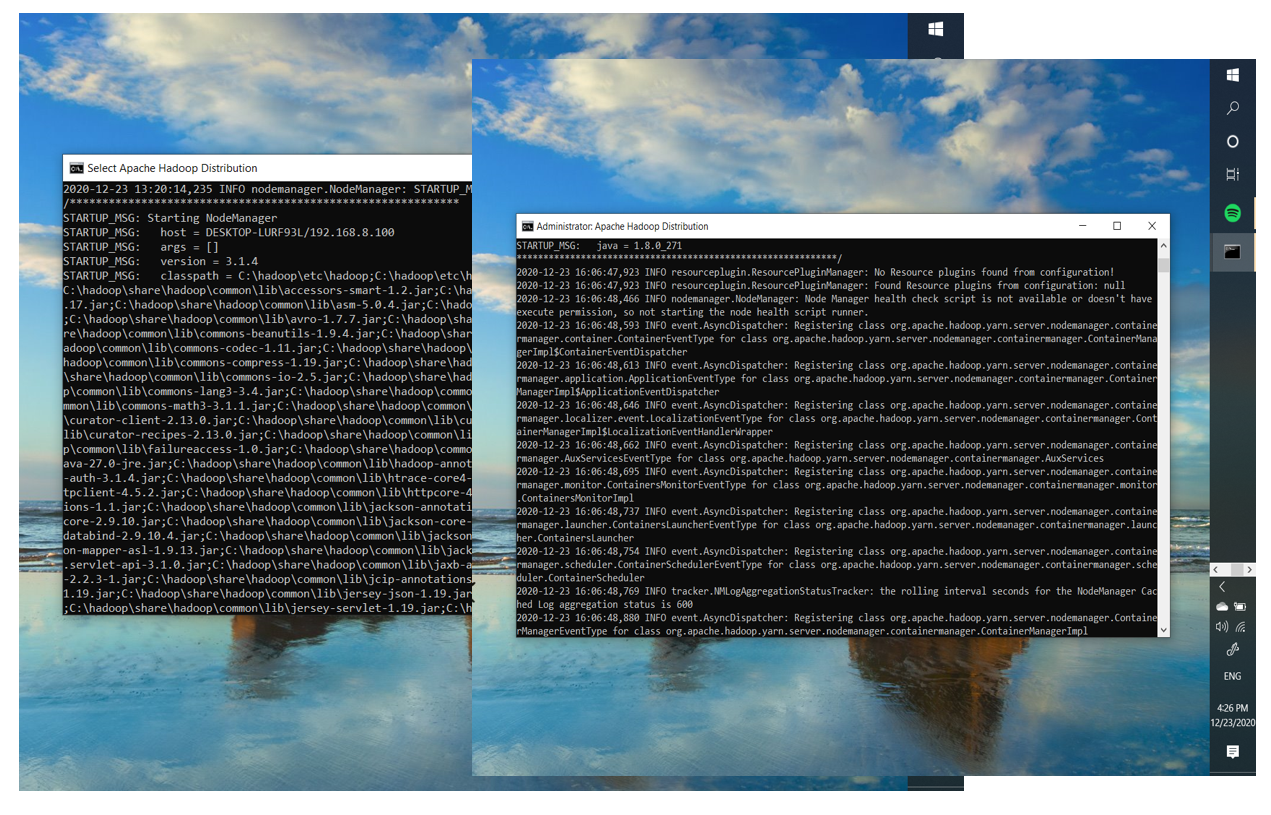 Select Apache Hadoop Distribution
2020-12-23 13:20:14,235 INFO nodemanager.NodeManager: STARTUP_M
/************************************************************
STARTUP_MSG: Starting NodeManager
STARTUP_MSG:   host = DESKTOP-LURF93L/192.168.8.100
STARTUP_MSG:   args = []
STARTUP_MSG:   version = 3.1.4
STARTUP_MSG:   classpath = C:\hadoop\etc\hadoop;C:\hadoop\etc\h
C:\hadoop\share\hadoop\common\lib\accessors-smart-1.2.jar;C:\ha
.17.jar;C:\hadoop\share\hadoop\common\lib\asm-5.0.4.jar;C:\hado
;C:\hadoop\share\hadoop\common\lib\avro-1.7.7.jar;C:\hadoop\sha
re\hadoop\common\lib\commons-beanutils-1.9.4.jar;C:\hadoop\shar
adoop\common\lib\commons-codec-1.11.jar;C:\hadoop\share\hadoop\
hadoop\common\lib\commons-compress-1.19.jar;C:\hadoop\share\had
\share\hadoop\common\lib\commons-io-2.5.jar;C:\hadoop\share\had
p\common\lib\commons-lang3-3.4.jar;C:\hadoop\share\hadoop\commo
mmon\lib\commons-math3-3.1.1.jar;C:\hadoop\share\hadoop\common\
\curator-client-2.13.0.jar;C:\hadoop\share\hadoop\common\lib\cu
lib\curator-recipes-2.13.0.jar;C:\hadoop\share\hadoop\common\li
p\common\lib\failureaccess-1.0.jar;C:\hadoop\share\hadoop\commo
ava-27.0-jre.jar;C:\hadoop\share\hadoop\common\lib\hadoop-annot
-auth-3.1.4.jar;C:\hadoop\share\hadoop\common\lib\htrace-core4-
tpclient-4.5.2.jar;C:\hadoop\share\hadoop\common\lib\httpcore-4
ions-1.1.jar;C:\hadoop\share\hadoop\common\lib\jackson-annotati
core-2.9.10.jar;C:\hadoop\share\hadoop\common\lib\jackson-core-
databind-2.9.10.4.jar;C:\hadoop\share\hadoop\common\lib\jackson
on-mapper-asl-1.9.13.jar;C:\hadoop\share\hadoop\common\lib\jack
-servlet-api-3.1.0.jar;C:\hadoop\share\hadoop\common\lib\jaxb-a
-2.2.3-1.jar;C:\hadoop\share\hadoop\common\lib\jcip-annotations
1.19.jar;C:\hadoop\share\hadoop\common\lib\jersey-json-1.19.jar
;C:\hadoop\share\hadoop\common\lib\jersey-servlet-1.19.jar;C:\h
Administrator: Apache Hadoop Distribution
STARTUP_MSG:   java = 1.8.0_271
************************************************************/
2020-12-23 16:06:47,923 INFO resourceplugin.ResourcePluginManager: No Resource plugins found from configuration!
2020-12-23 16:06:47,923 INFO resourceplugin.ResourcePluginManager: Found Resource plugins from configuration: null
2020-12-23 16:06:48,466 INFO nodemanager.NodeManager: Node Manager health check script is not available or doesn't have
execute permission, so not starting the node health script runner.
2020-12-23 16:06:48,593 INFO event.AsyncDispatcher: Registering class org.apache.hadoop.yarn.server.nodemanager.containe
rmanager.container.ContainerEventType for class org.apache.hadoop.yarn.server.nodemanager.containermanager.ContainerMana
gerImpl$ContainerEventDispatcher
2020-12-23 16:06:48,613 INFO event.AsyncDispatcher: Registering class org.apache.hadoop.yarn.server.nodemanager.containe
rmanager.application.ApplicationEventType for class org.apache.hadoop.yarn.server.nodemanager.containermanager.Container
ManagerImpl$ApplicationEventDispatcher
2020-12-23 16:06:48,646 INFO event.AsyncDispatcher: Registering class org.apache.hadoop.yarn.server.nodemanager.containe
rmanager.localizer.event.LocalizationEventType for class org.apache.hadoop.yarn.server.nodemanager.containermanager.Cont
ainerManagerImpl$LocalizationEventHandlerWrapper
2020-12-23 16:06:48,662 INFO event.AsyncDispatcher: Registering class org.apache.hadoop.yarn.server.nodemanager.containe
rmanager.AuxServicesEventType for class org.apache.hadoop.yarn.server.nodemanager.containermanager.AuxServices
2020-12-23 16:06:48,695 INFO event.AsyncDispatcher: Registering class org.apache.hadoop.yarn.server.nodemanager.containe
rmanager.monitor.ContainersMonitorEventType for class org.apache.hadoop.yarn.server.nodemanager.containermanager.monitor
.ContainersMonitorImpl
2020-12-23 16:06:48,737 INFO event.AsyncDispatcher: Registering class org.apache.hadoop.yarn.server.nodemanager.containe
rmanager.launcher.ContainersLauncherEventType for class org.apache.hadoop.yarn.server.nodemanager.containermanager.launc
her.ContainersLauncher
2020-12-23 16:06:48,754 INFO event.AsyncDispatcher: Registering class org.apache.hadoop.yarn.server.nodemanager.containe
rmanager.scheduler.ContainerSchedulerEventType for class org.apache.hadoop.yarn.server.nodemanager.containermanager.sche
duler.ContainerScheduler
2020-12-23 16:06:48,769 INFO tracker.NMLogAggregationStatusTracker: the rolling interval seconds for the NodeManager Cac
hed Log aggregation status is 600
2020-12-23 16:06:48,880 INFO event.AsyncDispatcher: Registering class org.apache.hadoop.yarn.server.nodemanager.Containe
rManagerEventType for class org.apache.hadoop.yarn.server.nodemanager.containermanager.ContainerManagerImpl
ENG
4:26 PM
12/23/2020